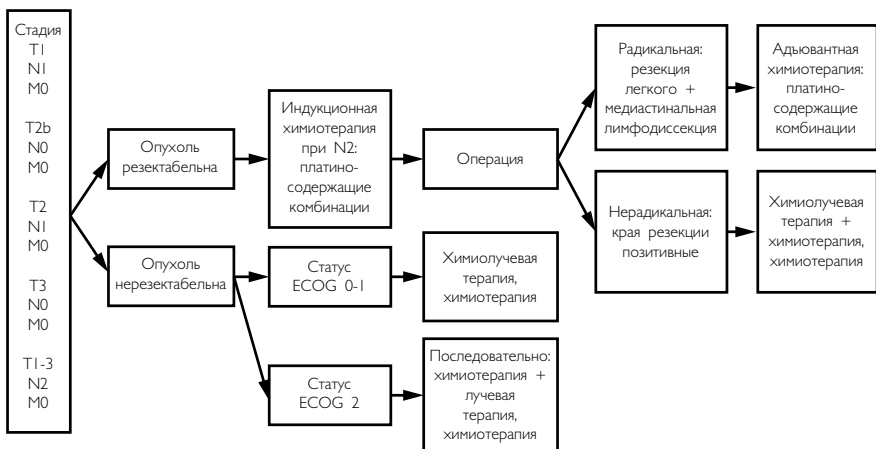 Стадия
T1
N1
M0
T2b
N0
M0
T2
N1
M0
T3
N0
M0
T1-3
N2
M0
Опухоль
резектабельна
Опухоль
нерезектабельна
Индукционная
химиотерапия
при N2:
платино-
содержащие
комбинации
Статус
ECOG 0-1
Статус
ECOG 2
Операция
Химиолучевая
терапия,
химиотерапия
Последовательно:
химиотерапия +
лучевая
терапия,
химиотерапия
Радикальная:
резекция
легкого +
медиастинальная
лимфодиссекция
Нерадикальная:
края резекции
позитивные
Адъювантная
химиотерапия:
платино-
содержащие
комбинации
Химиолучевая
терапия +
химиотерапия,
химиотерапия